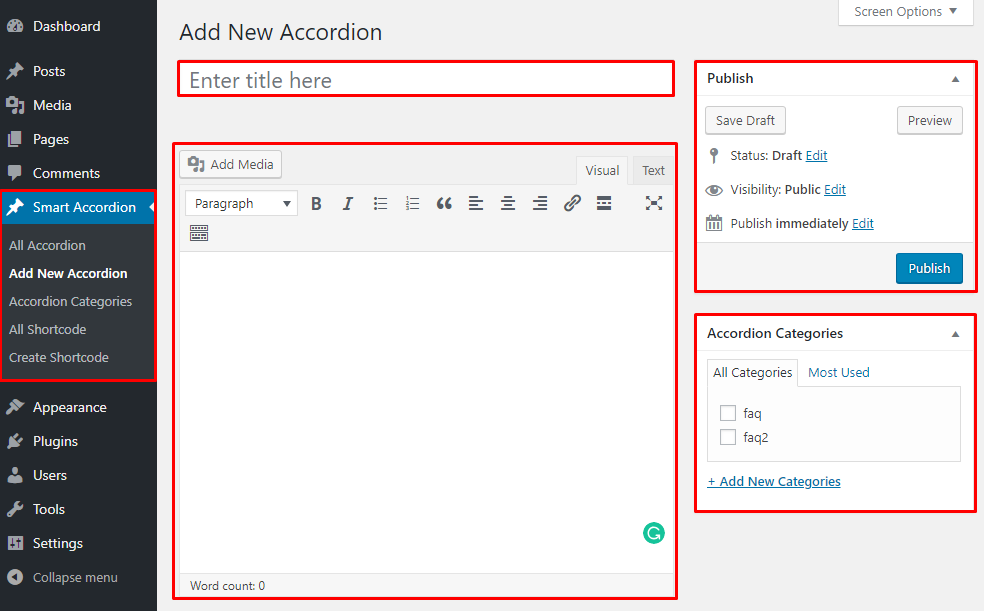 Dashboard
Posts
Media
Pages
Comments
Smart Accordion
All Accordion
Add New Accordion
Accordion Categories
All Shortcode
Create Shortcode
Appearance
Plugins
Users
Tools
Settings
Collapse menu
Screen Options
Add New Accordion
Enter title here
Add Media
Visual Text
Paragraph
Word count: 0
Publish
Save Draft Preview
Status: Draft Edit
Visibility: Public Edit
Publish immediately Edit
Publish
Accordion Categories
All Categories Most Used
faq
faq2
+ Add New Categories